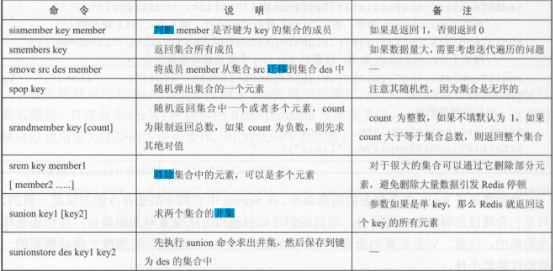 命 令 说 明 备 注
sismember key member 判断 member 是否键为 key 的集合的成员 如果是返回 1，否则返回 0
smembers key 返回集合所有成员 如果数据量大，需要考虑迭代遍历的问题
smove src des member 将成员 member 从集合 src 迁移到集合 des 中 —
spop key 随机弹出集合的一个元素 注意其随机性，因为集合是无序的
srandmember key [count] 随机返回集合中一个或者多个元素，count
为限制返回总数，如果 count 为负数，则先求
其绝对值
count 为整数，如果不填默认为 1，如果
count 大于等于集合总数，则返回整个集合
srem key member1
[ member2 ......]
移除集合中的元素，可以是多个元素
对于很大的集合可以通过它删除部分元
素，避免删除大量数据引发 Redis 停顿
sunion key1 [key2] 求两个集合的并集
参数如果是单 key，那么 Redis 就返回这
个 key 的所有元素
sunionstore des key1 key2
先执行 sunion 命令求出并集，然后保存到键
为 des 的集合中
—